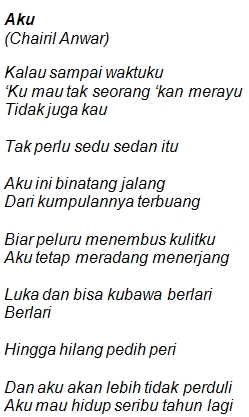 Aku
(Chairil Anwar)
Kalau sampai waktuku
‘Ku mau tak seorang ‘kan merayu
Tidak juga kau
Tak perlu sedu sedan itu
Aku ini binatang jalang
Dari kumpulannya terbuang
Biar peluru menembus kulitku
Aku tetap meradang menerjang
Luka dan bisa kubawa berlari
Berlari
Hingga hilang pedih peri
Dan aku akan lebih tidak perduli
Aku mau hidup seribu tahun lagi